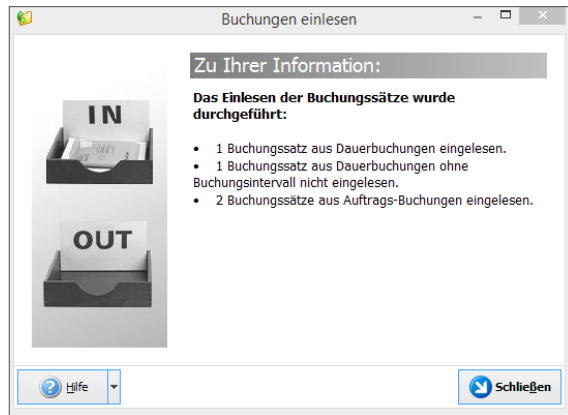 Buchungen einlesen
Zu Ihrer Information:
Das Einlesen der Buchungssätze wurde
durchgeführt:
• 1 Buchungssatz aus Dauerbuchungen eingelesen.
• 1 Buchungssatz aus Dauerbuchungen ohne
Buchungsintervall nicht eingelesen.
• 2 Buchungssätze aus Auftrags-Buchungen eingelesen.
IN
OUT
Hilfe
Schließen